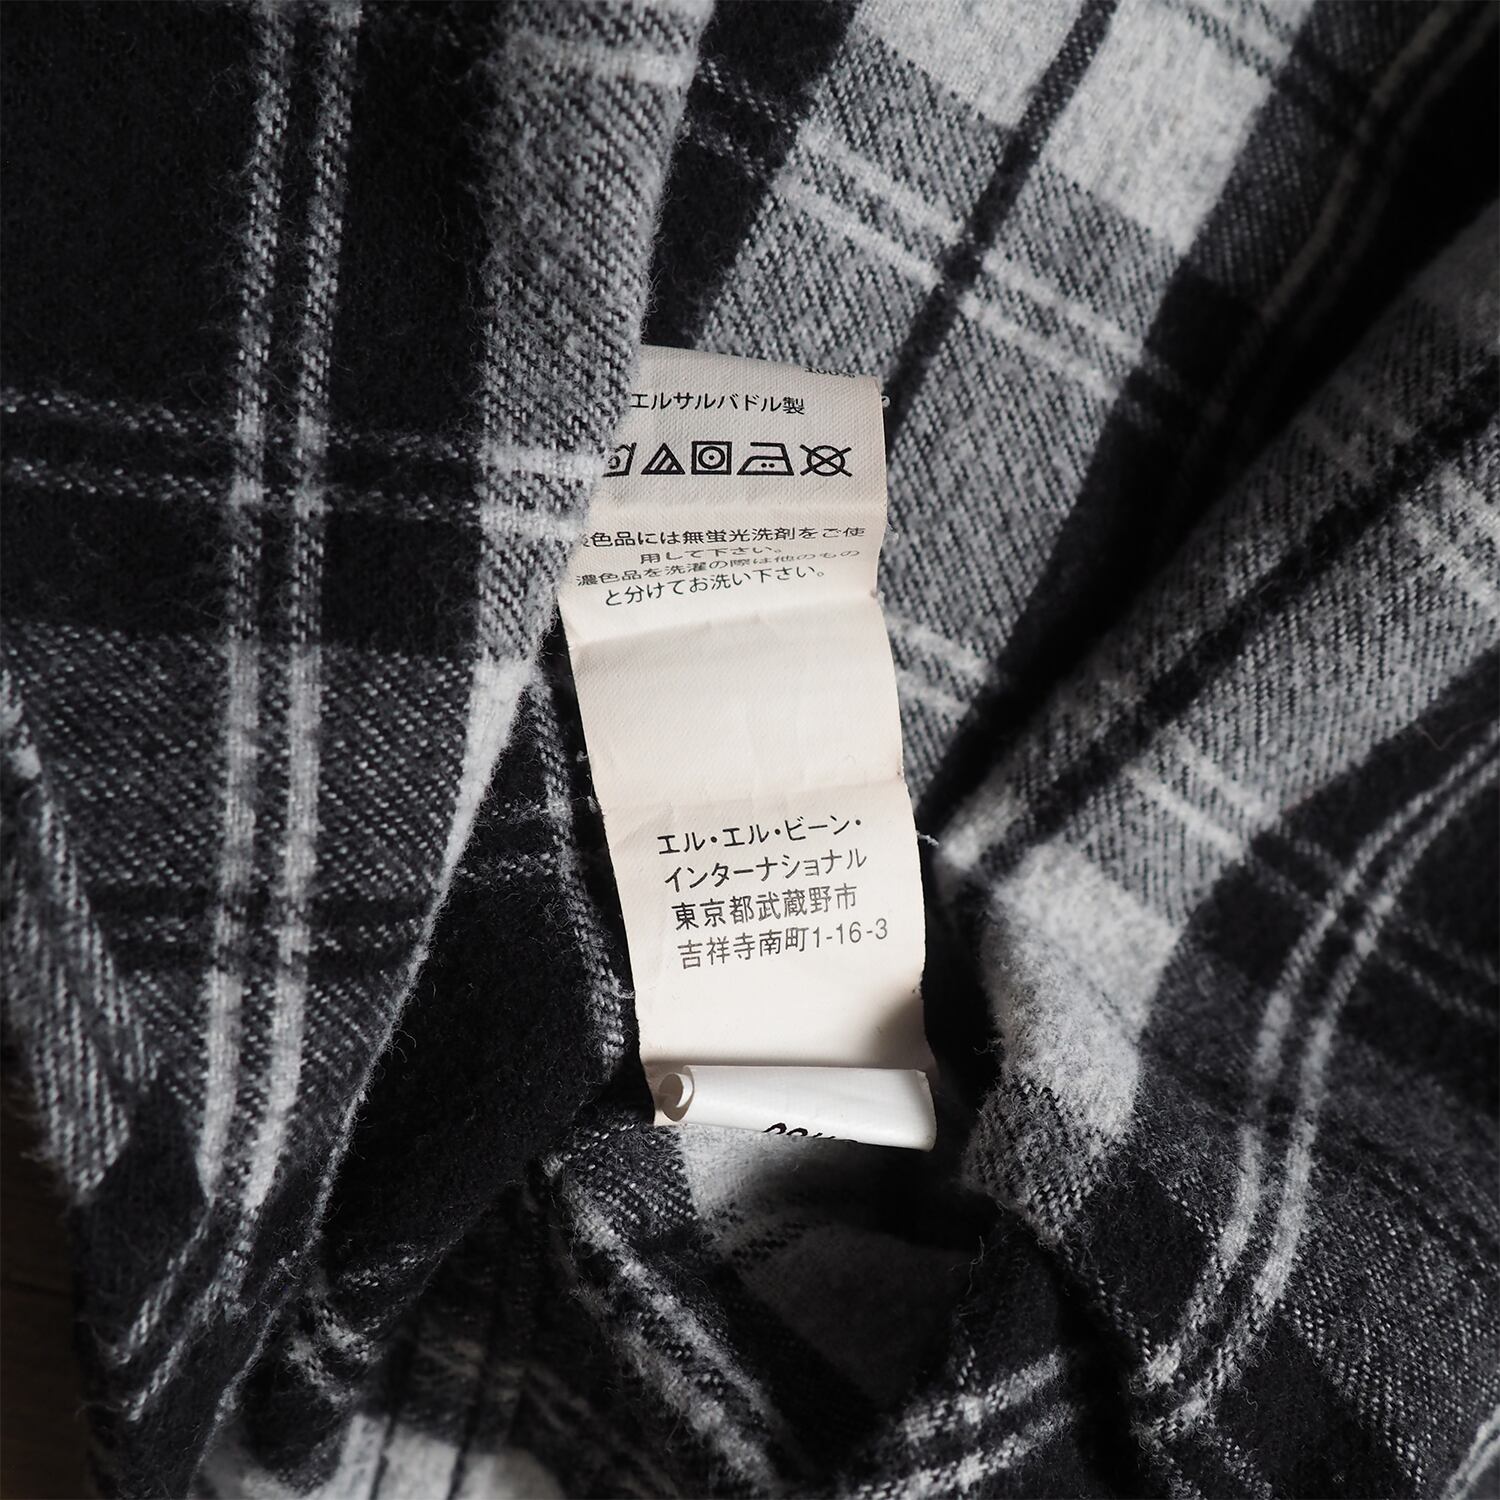 100%
エルサルバドル製
色品には無蛍光洗剤をご使
用して下さい。
濃色品を洗濯の際は他のもの
と分けてお洗い下さい。
エル・エル・ビーン・
インターナショナル
東京都武蔵野市
吉祥寺南町1-16-3